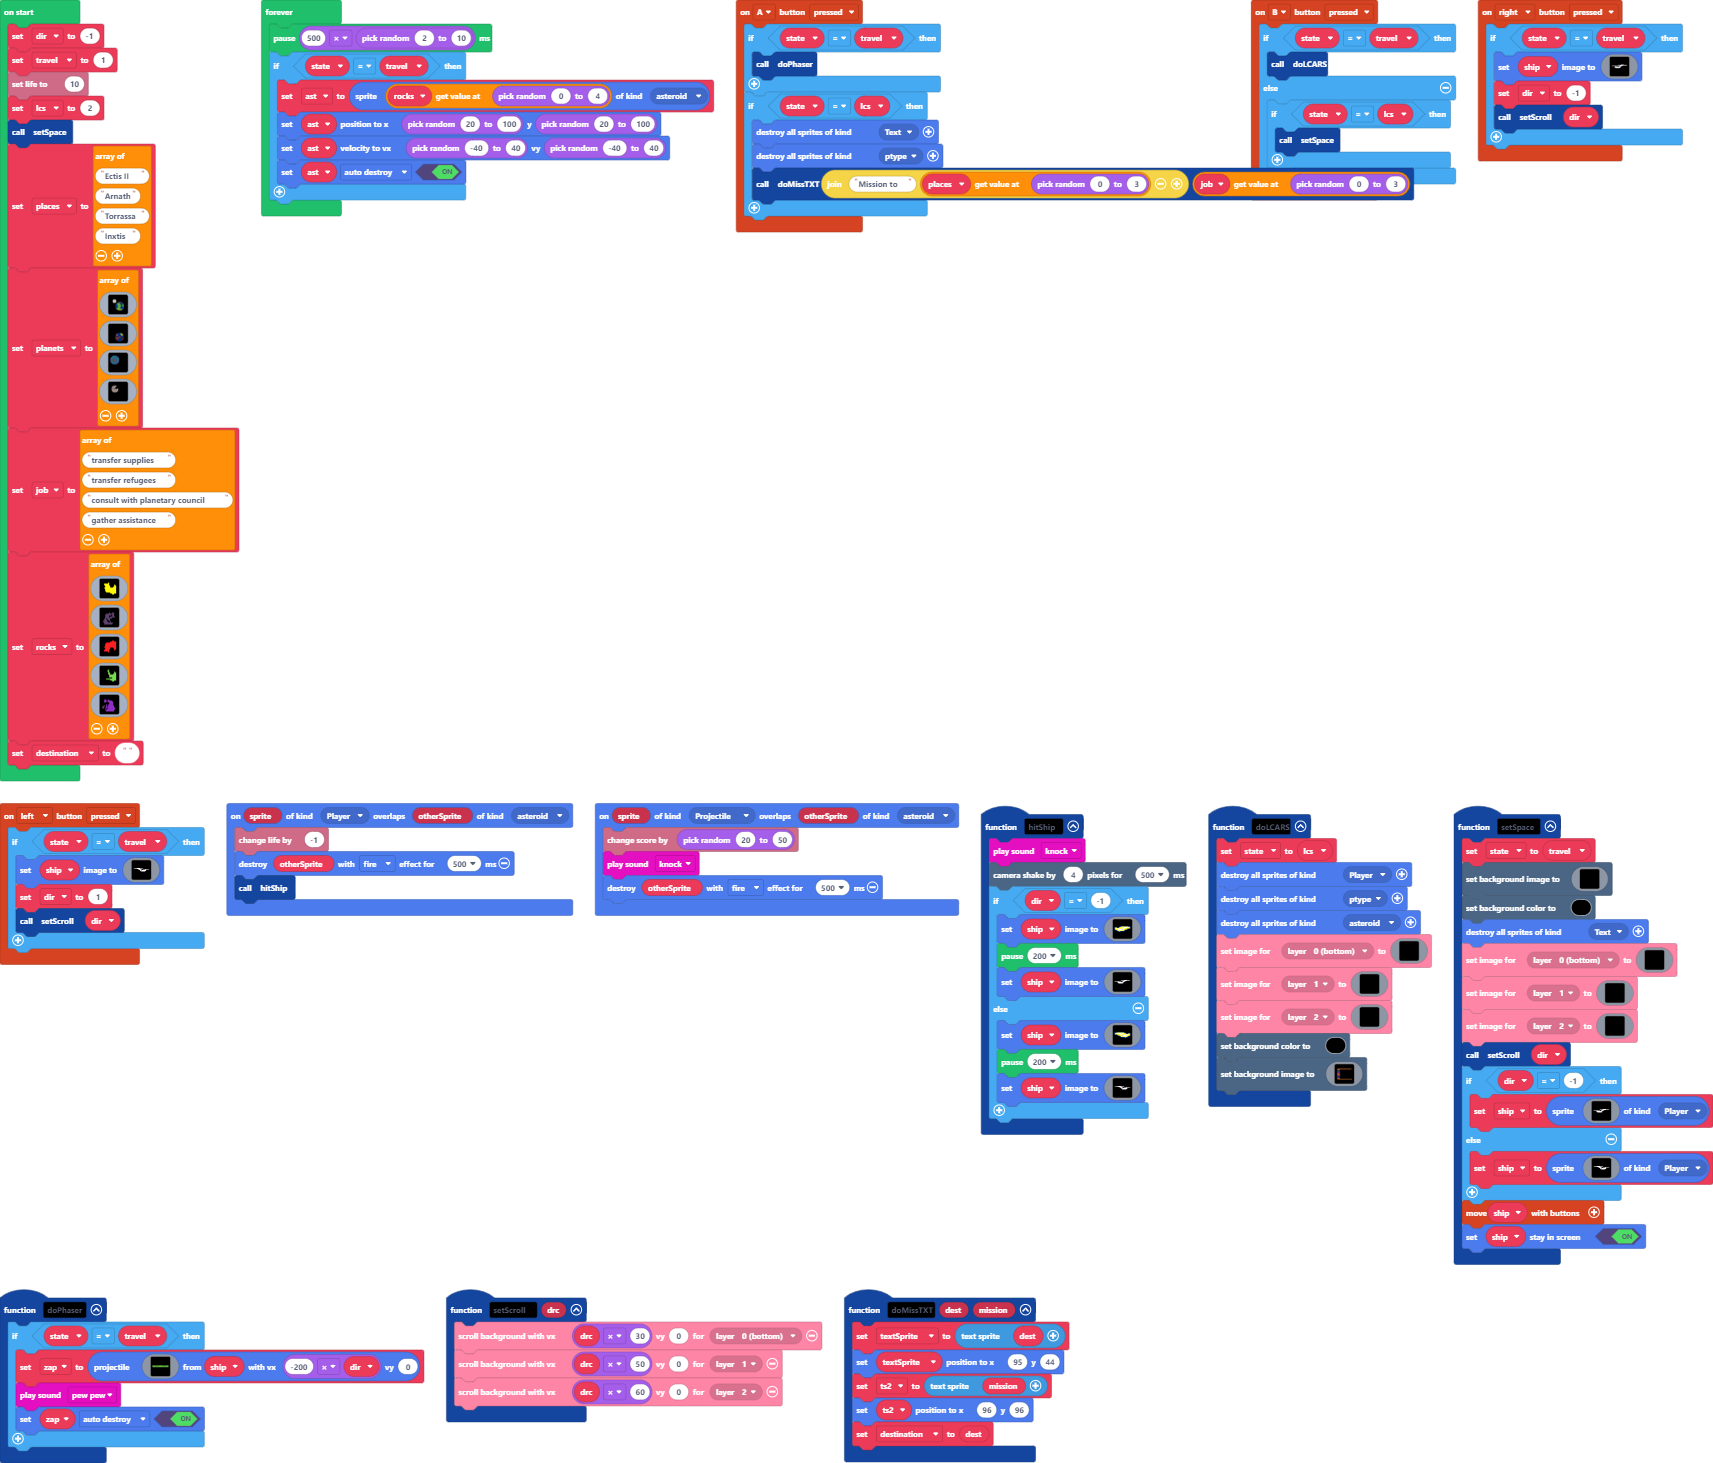 on start
set dir to -1
set travel to 1
set life to 10
set lcs to 2
call setSpace
set places to
array of
"Ectis II"
"Arnath"
"Torrassa"
"Inxtis"
set planets to
array of
set job to
array of
"transfer supplies"
"transfer refugees"
"consult with planetary council"
"gather assistance"
set rocks to
array of
set destination to " "
forever
pause 500 × pick random 2 to 10 ms
if state = travel then
set ast to sprite rocks get value at pick random 0 to 4 of kind asteroid
set ast position to x pick random 20 to 100 y pick random 20 to 100
set ast velocity to vx pick random -40 to 40 vy pick random -40 to 40
set ast auto destroy ON
on A button pressed
if state = travel then
call doPhaser
if state = lcs then
destroy all sprites of kind Text
destroy all sprites of kind ptype
call doMissTXT join "Mission to " places get value at pick random 0 to 3 job get value at pick random 0 to 3
on B button pressed
if state = travel then
call doLCARS
else
if state = lcs then
call setSpace
on right button pressed
if state = travel then
set ship image to
set dir to -1
call setScroll dir
on left button pressed
if state = travel then
set ship image to
set dir to 1
call setScroll dir
on sprite of kind Player overlaps otherSprite of kind asteroid
change life by -1
destroy otherSprite with fire effect for 500 ms
call hitShip
on sprite of kind Projectile overlaps otherSprite of kind asteroid
change score by pick random 20 to 50
play sound knock
destroy otherSprite with fire effect for 500 ms
function hitShip
play sound knock
camera shake by 4 pixels for 500 ms
if dir = -1 then
set ship image to
pause 200 ms
set ship image to
else
set ship image to
pause 200 ms
set ship image to
function doLCARS
set state to lcs
destroy all sprites of kind Player
destroy all sprites of kind ptype
destroy all sprites of kind asteroid
set image for layer 0 (bottom) to
set image for layer 1 to
set image for layer 2 to
set background color to
set background image to
function setSpace
set state to travel
set background image to
set background color to
destroy all sprites of kind Text
set image for layer 0 (bottom) to
set image for layer 1 to
set image for layer 2 to
call setScroll dir
if dir = -1 then
set ship to sprite of kind Player
else
set ship to sprite of kind Player
move ship with buttons
set ship stay in screen ON
function doPhaser
if state = travel then
set zap to projectile from ship with vx -200 × dir vy 0
play sound pew pew
set zap auto destroy ON
function setScroll drc
scroll background with vx drc × 30 vy 0 for layer 0 (bottom)
scroll background with vx drc × 50 vy 0 for layer 1
scroll background with vx drc × 60 vy 0 for layer 2
function doMissTXT dest mission
set textSprite to text sprite dest
set textSprite position to x 95 y 44
set ts2 to text sprite mission
set ts2 position to x 96 y 96
set destination to dest